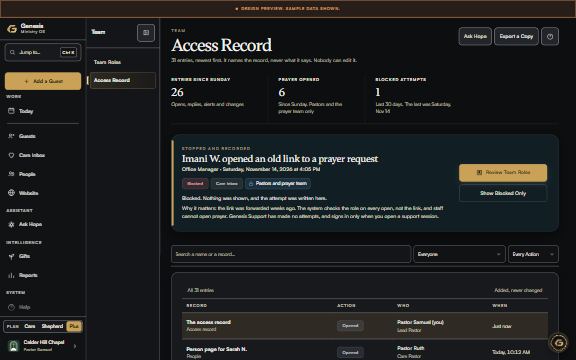 DESIGN PREVIEW. SAMPLE DATA SHOWN.
Genesis
Ministry OS
Jump to...
Ctrl K
+ Add a Guest
WORK
Today
Guests
Care Inbox
People
Website
ASSISTANT
Ask Hope
INTELLIGENCE
Gifts
Reports
SYSTEM
Help
PLAN Care Shepherd Plus
Calder Hill Chapel
Pastor Samuel
Team
Team Roles
Access Record
TEAM
Access Record
31 entries, newest first. It names the record, never what it says. Nobody can edit it.
Ask Hope
Export a Copy
ENTRIES SINCE SUNDAY
26
Opens, replies, alerts and changes
PRAYER OPENED
6
Since Sunday. Pastors and the
prayer team only
BLOCKED ATTEMPTS
1
Last 30 days. The last was Saturday,
Nov 14
STOPPED AND RECORDED
Imani W. opened an old link to a prayer request
Office Manager · Saturday, November 14, 2026 at 4:05 PM
Blocked
Care Inbox
Pastors and prayer team
Blocked. Nothing was shown, and the attempt was written here.
Why it matters: the link was forwarded weeks ago. The system checks the role on every open, not the link, and staff
cannot open prayer. Genesis Support has made no attempts, and signs in only when you open a support session.
Review Team Roles
Show Blocked Only
Search a name or a record...
Everyone
Every Action
All 31 entries
Added, never changed
RECORD ACTION WHO WHEN
The access record
Access record
Opened
Pastor Samuel (you)
Lead Pastor
Just now
Person page for Sarah N.
People
Opened
Pastor Ruth
Care Pastor
Today, 10:12 AM